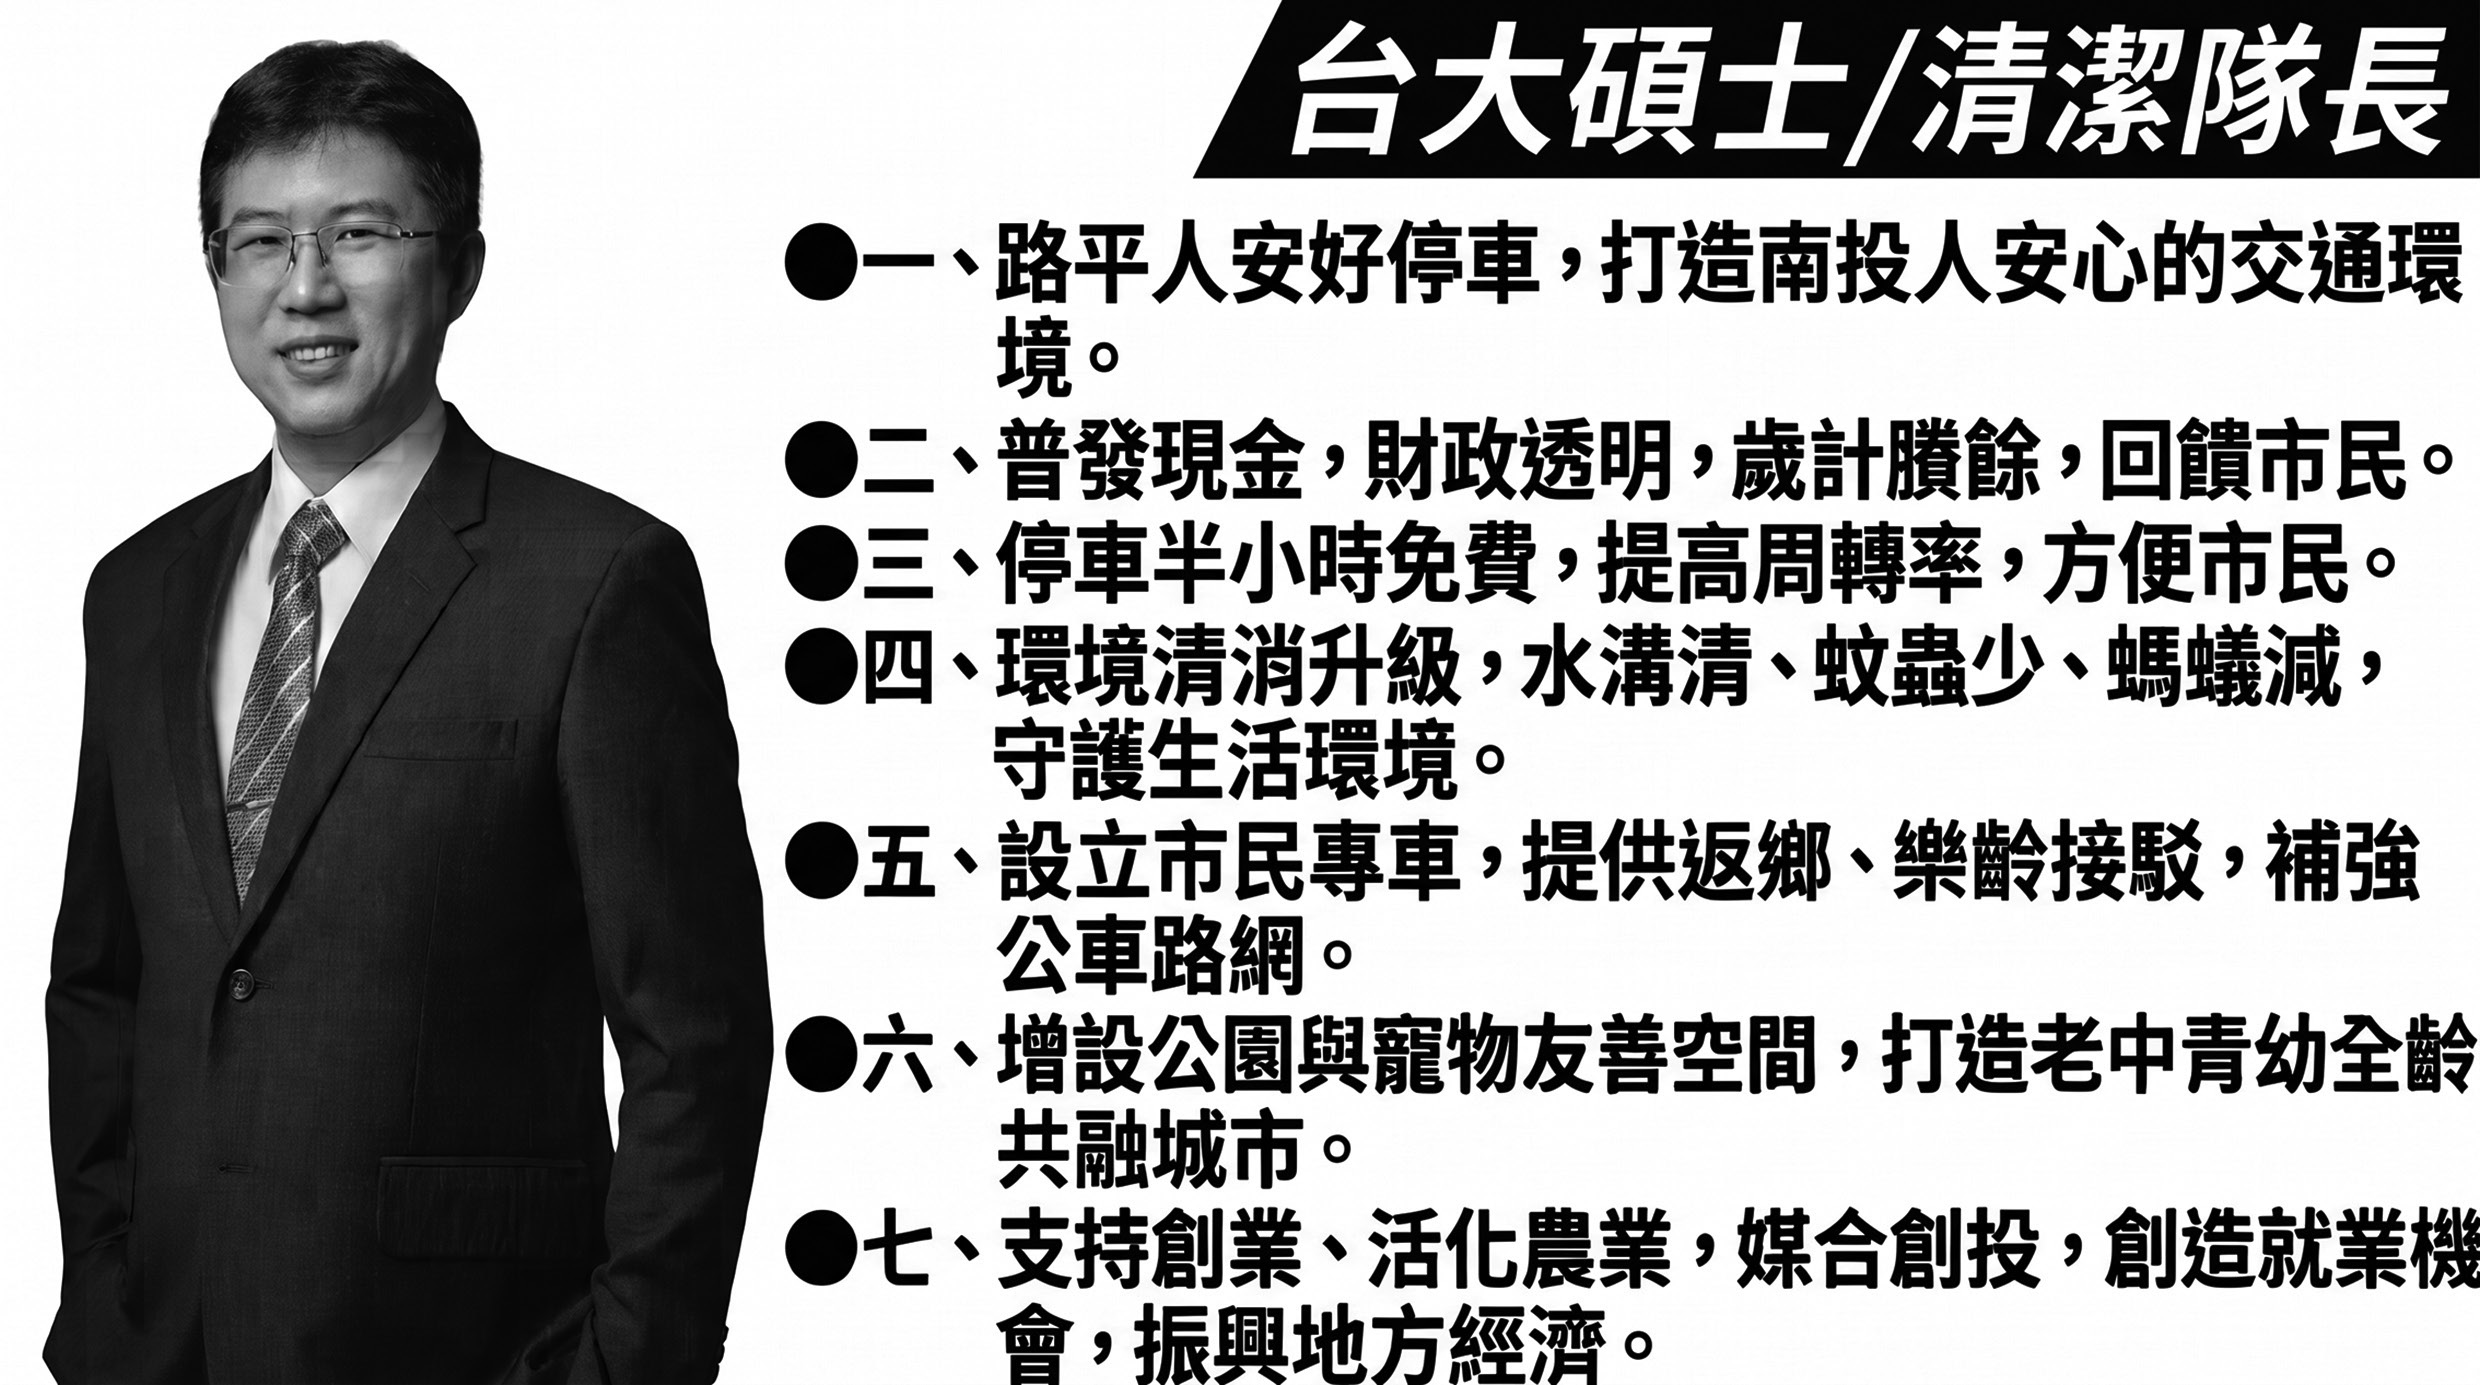 台大碩士/清潔隊長
●一、路平人安好停車，打造南投人安心的交通環
境。
●二、普發現金，財政透明，歲計賸餘，回饋市民。
●三、停車半小時免費，提高周轉率，方便市民。
●四、環境清消升級，水溝清、蚊蟲少、螞蟻減，
守護生活環境。
●五、設立市民專車，提供返鄉、樂齡接駁，補強
公車路網。
●六、增設公園與寵物友善空間，打造老中青幼全齡
共融城市。
●七、支持創業、活化農業，媒合創投，創造就業機
會，振興地方經濟。